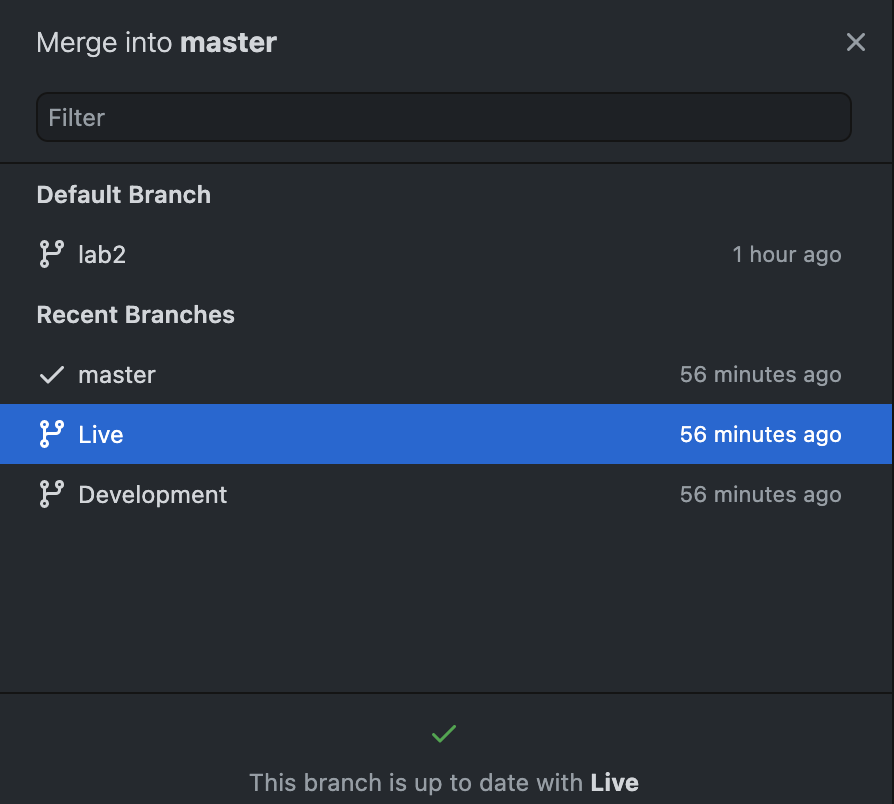 Merge into master
Filter
Default Branch
lab2 1 hour ago
Recent Branches
master 56 minutes ago
Live 56 minutes ago
Development 56 minutes ago
This branch is up to date with Live